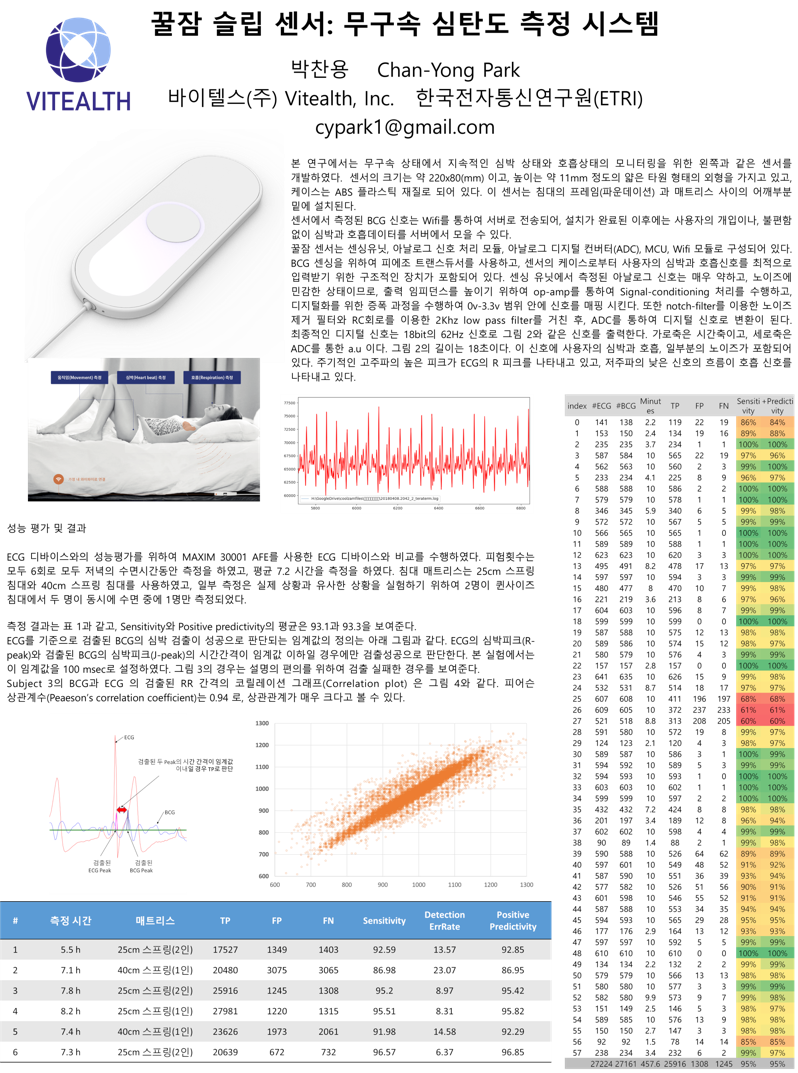 꿀잠 슬립 센서: 무구속 심탄도 측정 시스템
박찬용 Chan-Yong Park
바이텔스(주) Vitealth, Inc. 한국전자통신연구원(ETRI)
cypark1@gmail.com
VITEALTH
본 연구에서는 무구속 상태에서 지속적인 심박 상태와 호흡상태의 모니터링을 위한 왼쪽과 같은 센서를
개발하였다. 센서의 크기는 약 220x80(mm) 이고, 높이는 약 11mm 정도의 얇은 타원 형태의 외형을 가지고 있고,
케이스는 ABS 플라스틱 재질로 되어 있다. 이 센서는 침대의 프레임(파운데이션) 과 매트리스 사이의 어깨부분
밑에 설치된다.
센서에서 측정된 BCG 신호는 Wifi를 통하여 서버로 전송되어, 설치가 완료된 이후에는 사용자의 개입이나, 불편함
없이 심박과 호흡데이터를 서버에서 모을 수 있다.
꿀잠 센서는 센싱유닛, 아날로그 신호 처리 모듈, 아날로그 디지털 컨버터(ADC), MCU, Wifi 모듈로 구성되어 있다.
BCG 센싱을 위하여 피에조 트랜스듀서를 사용하고, 센서의 케이스로부터 사용자의 심박과 호흡신호를 최적으로
입력받기 위한 구조적인 장치가 포함되어 있다. 센싱 유닛에서 측정된 아날로그 신호는 매우 약하고, 노이즈에
민감한 상태이므로, 출력 임피던스를 높이기 위하여 op-amp를 통하여 Signal-conditioning 처리를 수행하고,
디지털화를 위한 증폭 과정을 수행하여 0v-3.3v 범위 안에 신호를 매핑 시킨다. 또한 notch-filter를 이용한 노이즈
제거 필터와 RC회로를 이용한 2Khz low pass filter를 거친 후, ADC를 통하여 디지털 신호로 변환이 된다.
최종적인 디지털 신호는 18bit의 62Hz 신호로 그림 2와 같은 신호를 출력한다. 가로축은 시간축이고, 세로축은
ADC를 통한 a.u 이다. 그림 2의 길이는 18초이다. 이 신호에 사용자의 심박과 호흡, 일부분의 노이즈가 포함되어
있다. 주기적인 고주파의 높은 피크가 ECG의 R 피크를 나타내고 있고, 저주파의 낮은 신호의 흐름이 호흡 신호를
나타내고 있다.
움직임(Movement) 측정 심박(Heart beat) 측정 호흡(Respiration) 측정
77500
75000
72500
70000
67500
65000
62500
60000
5800 6000 6200 6400 6600 6800
성능 평가 및 결과
ECG 디바이스와의 성능평가를 위하여 MAXIM 30001 AFE를 사용한 ECG 디바이스와 비교를 수행하였다. 피험횟수는
모두 6회로 모두 저녁의 수면시간동안 측정을 하였고, 평균 7.2 시간을 측정을 하였다. 침대 매트리스는 25cm 스프링
침대와 40cm 스프링 침대를 사용하였고, 일부 측정은 실제 상황과 유사한 상황을 실험하기 위하여 2명이 퀸사이즈
침대에서 두 명이 동시에 수면 중에 1명만 측정되었다.
측정 결과는 표 1과 같고, Sensitivity와 Positive predictivity의 평균은 93.1과 93.3을 보여준다.
ECG를 기준으로 검출된 BCG의 심박 검출이 성공으로 판단되는 임계값의 정의는 아래 그림과 같다. ECG의 심박피크(R-
peak)와 검출된 BCG의 심박피크(J-peak)의 시간간격이 임계값 이하일 경우에만 검출성공으로 판단한다. 본 실험에서는
이 임계값을 100 msec로 설정하였다. 그림 3의 경우는 설명의 편의를 위하여 검출 실패한 경우를 보여준다.
Subject 3의 BCG과 ECG 의 검출된 RR 간격의 코릴레이션 그래프(Correlation plot) 은 그림 4와 같다. 피어슨
상관계수(Peaeson's correlation coefficient)는 0.94 로, 상관관계가 매우 크다고 볼 수 있다.
ECG
검출된 두 Peak의 시간 간격이 임계값
이내일 경우 TP로 판단
BCG
검출된
ECG Peak
검출된
BCG Peak
1300
1200
1100
1000
900
800
700
600
600 700 800 900 1000 1100 1200 1300
# 측정 시간 매트리스 TP FP FN Sensitivity Detection ErrRate Positive Predictivity
1 5.5 h 25cm 스프링(2인) 17527 1349 1403 92.59 13.57 92.85
2 7.1 h 40cm 스프링(1인) 20480 3075 3065 86.98 23.07 86.95
3 7.8 h 25cm 스프링(2인) 25916 1245 1308 95.2 8.97 95.42
4 8.2 h 25cm 스프링(1인) 27981 1220 1315 95.51 8.31 95.82
5 7.4 h 40cm 스프링(1인) 23626 1973 2061 91.98 14.58 92.29
6 7.3 h 25cm 스프링(2인) 20639 672 732 96.57 6.37 96.85
index #ECG #BCG Minutes TP FP FN Sensitivity +Predictivity
0 141 138 2.2 119 22 19 86% 84%
1 153 150 2.4 134 19 16 89% 88%
2 235 235 3.7 234 1 1 100% 100%
3 587 584 10 565 22 19 97% 96%
4 562 563 10 560 2 3 99% 100%
5 233 234 4.1 225 8 9 96% 97%
6 588 588 10 586 2 2 100% 100%
7 579 579 10 578 1 1 100% 100%
8 346 345 5.9 340 6 5 99% 98%
9 572 572 10 567 5 5 99% 99%
10 566 565 10 565 1 0 100% 100%
11 589 589 10 588 1 1 100% 100%
12 623 623 10 620 3 3 100% 100%
13 495 491 8.2 478 17 13 97% 97%
14 597 597 10 594 3 3 99% 99%
15 480 477 8 470 10 7 99% 98%
16 221 219 3.6 213 8 6 97% 96%
17 604 603 10 596 8 7 99% 99%
18 599 599 10 599 0 0 100% 100%
19 587 588 10 575 12 13 98% 98%
20 589 586 10 574 15 12 98% 97%
21 580 579 10 576 4 3 99% 99%
22 157 157 2.8 157 0 0 100% 100%
23 641 635 10 626 15 9 99% 98%
24 532 531 8.7 514 18 17 97% 97%
25 607 608 10 411 196 197 68% 68%
26 609 605 10 372 237 233 61% 61%
27 521 518 8.8 313 208 205 60% 60%
28 591 580 10 572 19 8 99% 97%
29 124 123 2.1 120 4 3 98% 97%
30 589 587 10 586 3 1 100% 99%
31 594 592 10 589 5 3 99% 99%
32 594 593 10 593 1 0 100% 100%
33 603 603 10 602 1 1 100% 100%
34 599 599 10 597 2 2 100% 100%
35 432 432 7.2 424 8 8 98% 98%
36 201 197 3.4 189 12 8 96% 94%
37 602 602 10 598 4 4 99% 99%
38 90 89 1.4 88 2 1 99% 98%
39 590 588 10 526 64 62 89% 89%
40 597 601 10 549 48 52 91% 92%
41 587 590 10 551 36 39 93% 94%
42 577 582 10 526 51 56 90% 91%
43 601 598 10 546 55 52 91% 91%
44 587 588 10 553 34 35 94% 94%
45 594 593 10 565 29 28 95% 95%
46 177 176 2.9 164 13 12 93% 93%
47 597 597 10 592 5 5 99% 99%
48 610 610 10 610 0 0 100% 100%
49 134 134 2.2 132 2 2 99% 99%
50 579 579 10 566 13 13 98% 98%
51 580 580 10 577 3 3 99% 99%
52 582 580 9.9 573 9 7 99% 98%
53 151 149 2.5 146 5 3 98% 97%
54 589 585 10 576 13 9 98% 98%
55 150 150 2.7 147 3 3 98% 98%
56 92 92 1.5 78 14 14 85% 85%
57 238 234 3.4 232 6 2 99% 97%
27224 27161 457.6 25916 1308 1245 95% 95%